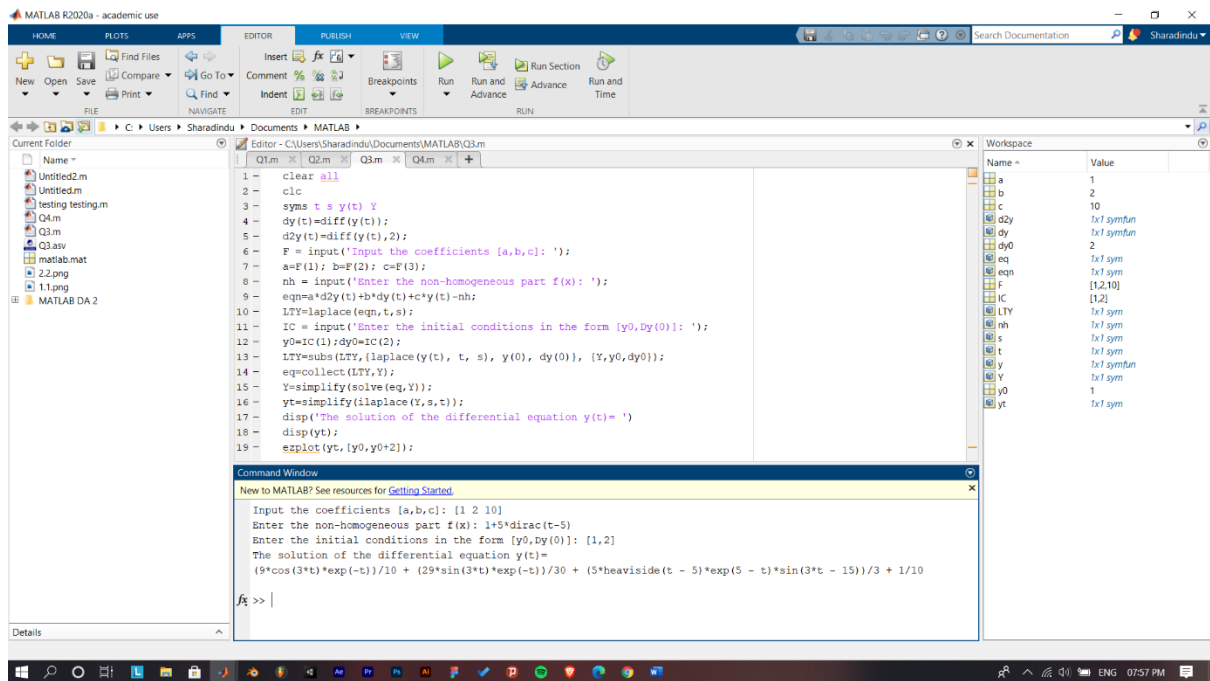 MATLAB R2020a - academic use
HOME PLOTS APPS EDITOR PUBLISH VIEW Search Documentation Sharadindu
New Open Save Find Files Compare Print Go To Find Insert fx Comment Indent Breakpoints Run Run and Advance Run Section Advance Run and Time
FILE NAVIGATE EDIT BREAKPOINTS RUN
C: Users Sharadindu Documents MATLAB
Current Folder
Name
Untitled2.m
Untitled.m
testing testing.m
Q4.m
Q3.m
Q3.asv
matlab.mat
2.2.png
1.1.png
MATLAB DA 2
Details
Editor - C:\Users\Sharadindu\Documents\MATLAB\Q3.m
Q1.m Q2.m Q3.m Q4.m +
1 - clear all
2 - clc
3 - syms t s y(t) Y
4 - dy(t)=diff(y(t));
5 - d2y(t)=diff(y(t),2);
6 - F = input('Input the coefficients [a,b,c]: ');
7 - a=F(1); b=F(2); c=F(3);
8 - nh = input('Enter the non-homogeneous part f(x): ');
9 - eqn=a*d2y(t)+b*dy(t)+c*y(t)-nh;
10 - LTY=laplace(eqn,t,s);
11 - IC = input('Enter the initial conditions in the form [y0,Dy(0)]: ');
12 - y0=IC(1);dy0=IC(2);
13 - LTY=subs(LTY,{laplace(y(t), t, s), y(0), dy(0)}, {Y,y0,dy0});
14 - eq=collect(LTY,Y);
15 - Y=simplify(solve(eq,Y));
16 - yt=simplify(ilaplace(Y,s,t));
17 - disp('The solution of the differential equation y(t)= ')
18 - disp(yt);
19 - ezplot(yt,[y0,y0+2]);
Command Window
New to MATLAB? See resources for Getting Started.
Input the coefficients [a,b,c]: [1 2 10]
Enter the non-homogeneous part f(x): 1+5*dirac(t-5)
Enter the initial conditions in the form [y0,Dy(0)]: [1,2]
The solution of the differential equation y(t)=
(9*cos(3*t)*exp(-t))/10 + (29*sin(3*t)*exp(-t))/30 + (5*heaviside(t - 5)*exp(5 - t)*sin(3*t - 15))/3 + 1/10
fx >>
Workspace
Name Value
a 1
b 2
c 10
d2y 1x1 symfun
dy 1x1 symfun
dy0 2
eq 1x1 sym
eqn 1x1 sym
F [1,2,10]
IC [1,2]
LTY 1x1 sym
nh 1x1 sym
s 1x1 sym
t 1x1 sym
y 1x1 symfun
Y 1x1 sym
y0 1
yt 1x1 sym
L Ae Pr Ps Ai W ENG 07:57 PM